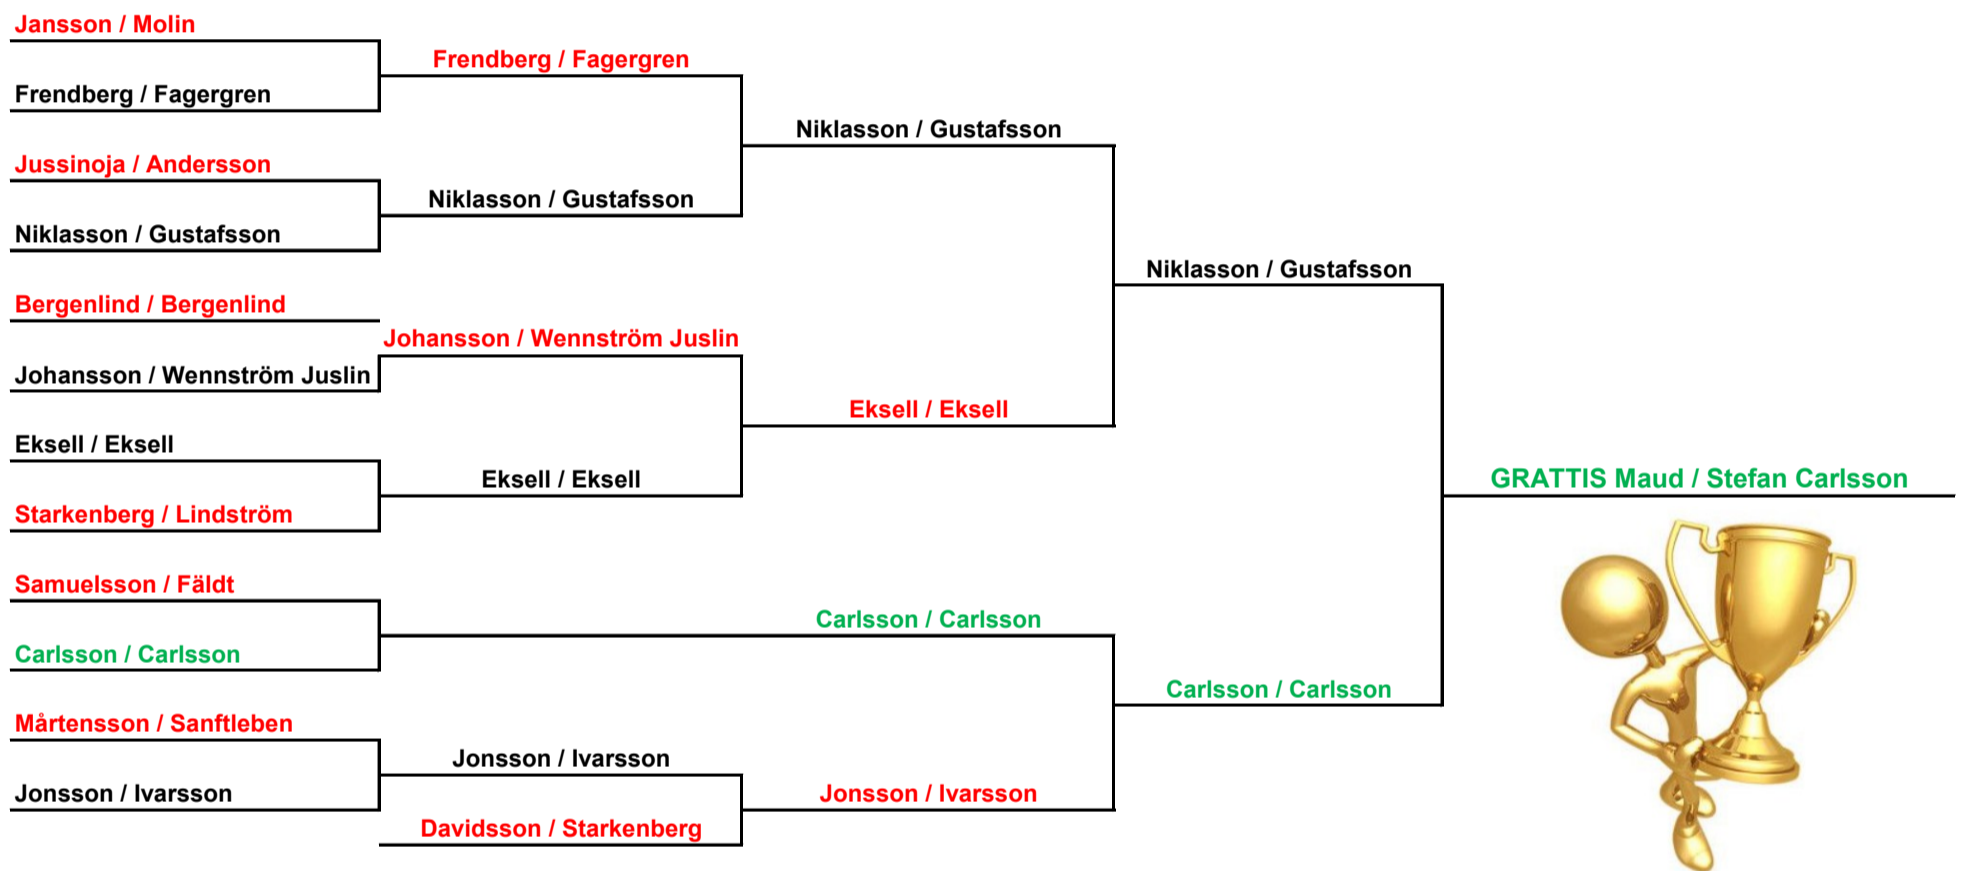 Jansson / Molin
Frendberg / Fagergren
Jussinoja / Andersson
Niklasson / Gustafsson
Bergenlind / Bergenlind
Johansson / Wennström Juslin
Eksell / Eksell
Starkenberg / Lindström
Samuelsson / Fäldt
Carlsson / Carlsson
Mårtensson / Sanftleben
Jonsson / Ivarsson
Frendberg / Fagergren
Niklasson / Gustafsson
Johansson / Wennström Juslin
Eksell / Eksell
Jonsson / Ivarsson
Davidsson / Starkenberg
Niklasson / Gustafsson
Eksell / Eksell
Carlsson / Carlsson
Jonsson / Ivarsson
Niklasson / Gustafsson
Carlsson / Carlsson
GRATTIS Maud / Stefan Carlsson